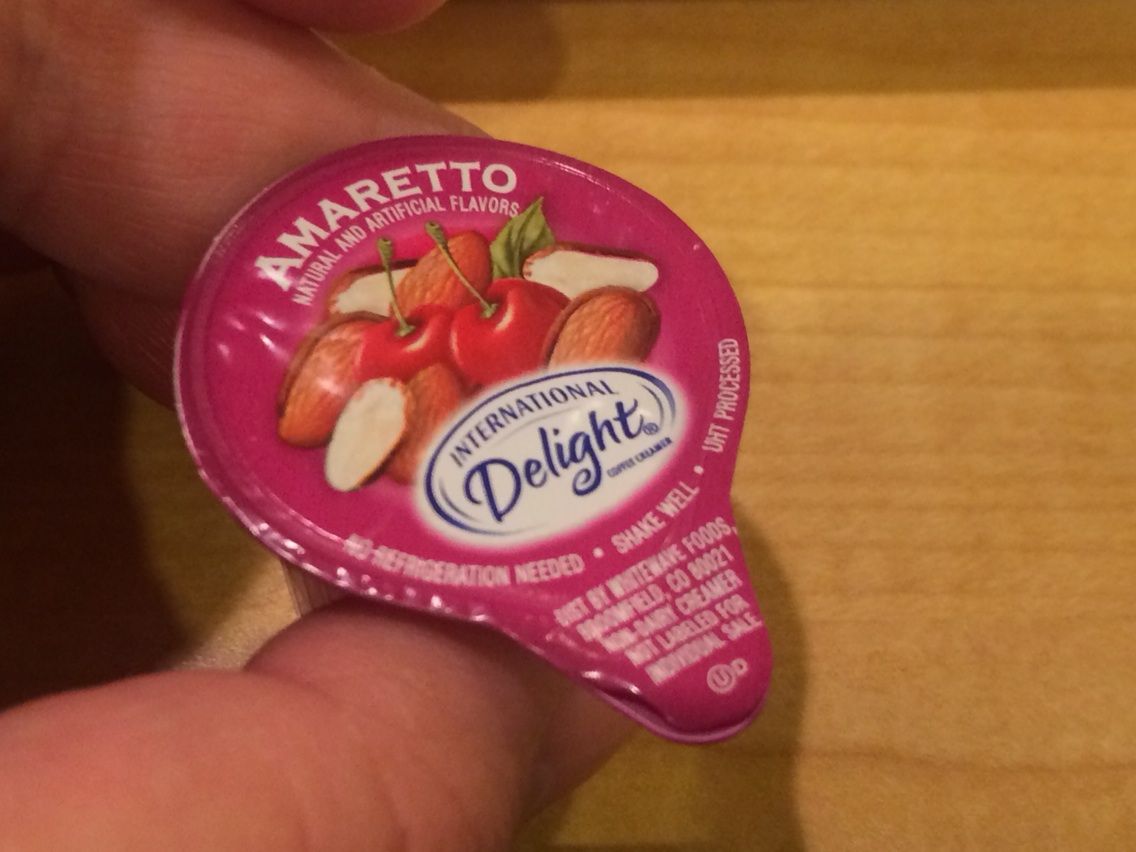 AMARETTO
NATURAL AND ARTIFICIAL FLAVORS
INTERNATIONAL
Delight®
COFFEE CREAMER
NO REFRIGERATION NEEDED • SHAKE WELL • UHT PROCESSED
DIST BY WHITEWAVE FOODS,
BROOMFIELD, CO 80021
NON-DAIRY CREAMER
NOT LABELED FOR
INDIVIDUAL SALE
U D